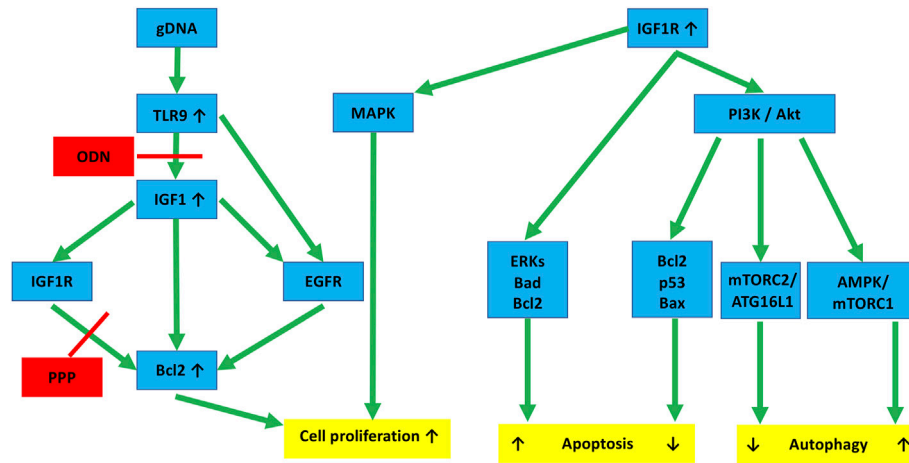 gDNA
IGF1R ↑
TLR9 ↑
MAPK
PI3K / Akt
ODN
IGF1 ↑
IGF1R
EGFR
ERKs
Bad
Bcl2
Bcl2
p53
Bax
mTORC2/
ATG16L1
AMPK/
mTORC1
PPP
Bcl2 ↑
Cell proliferation ↑
↑ Apoptosis ↓
↓ Autophagy ↑